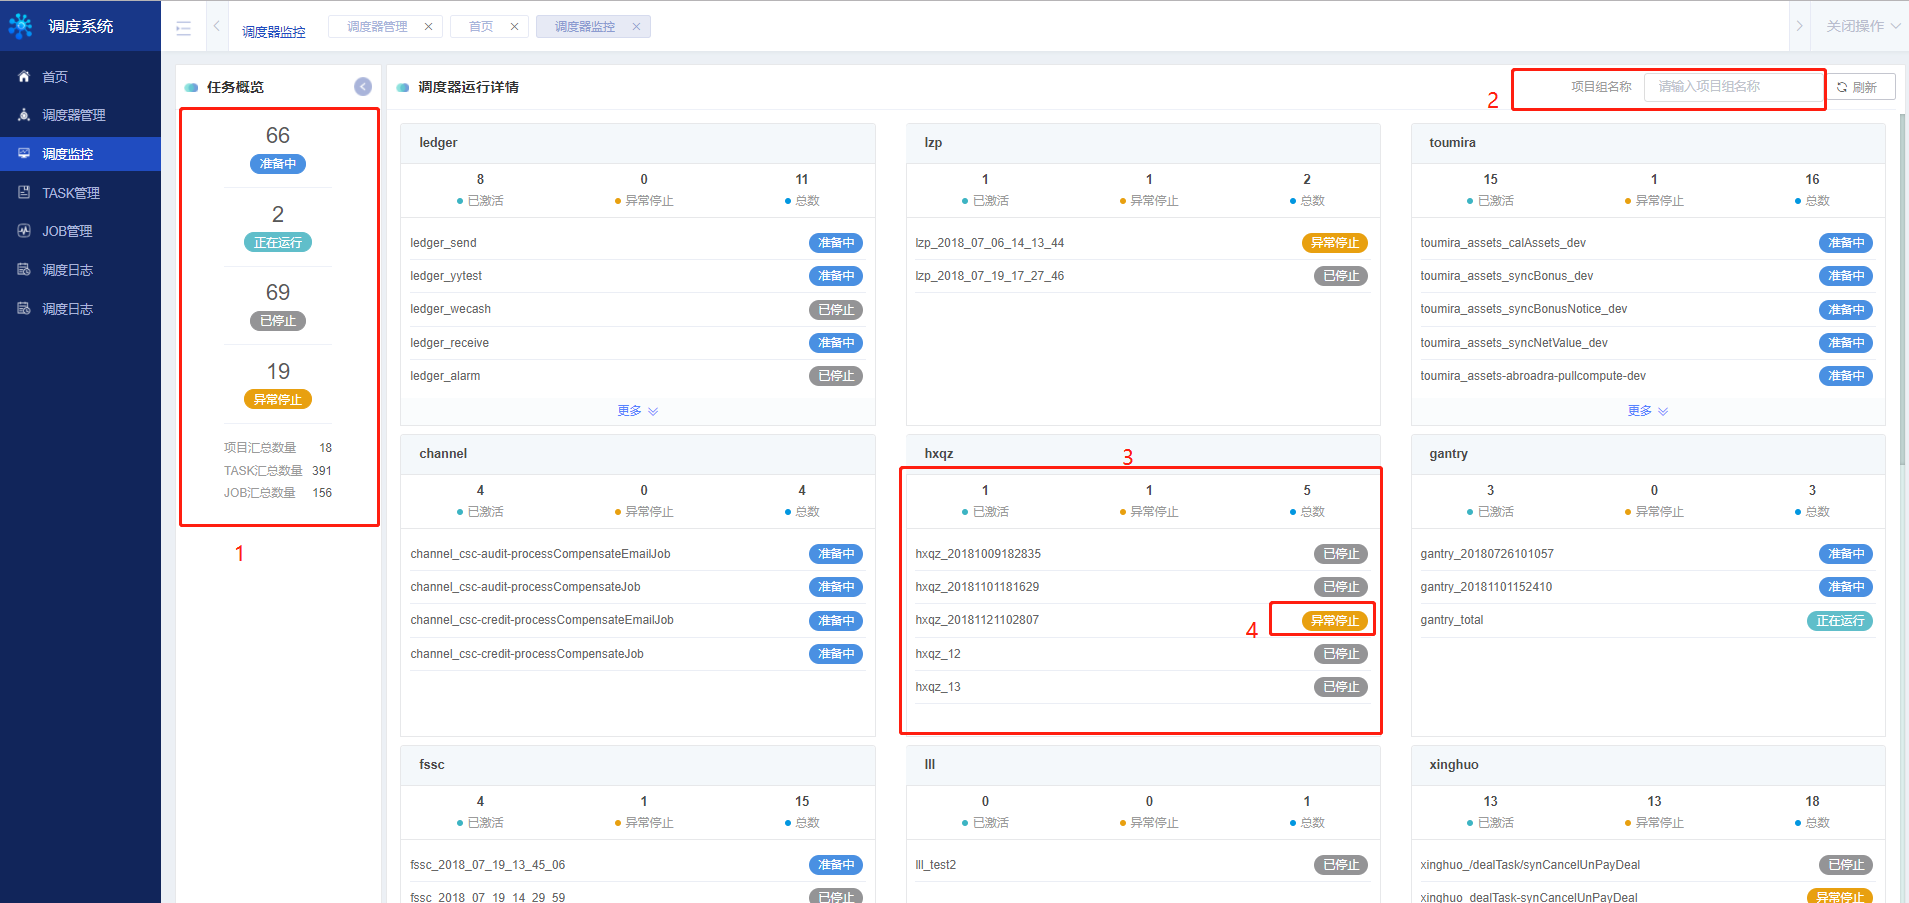 调度系统
调度器监控
调度器管理
首页
调度器监控
关闭操作
首页
调度器管理
调度监控
TASK管理
JOB管理
调度日志
调度日志
任务概览
66
准备中
2
正在运行
69
已停止
19
异常停止
项目汇总数量 18
TASK汇总数量 391
JOB汇总数量 156
1
调度器运行详情
2
项目组名称
请输入项目组名称
刷新
ledger
8 0 11
已激活 异常停止 总数
ledger_send 准备中
ledger_yytest 准备中
ledger_wecash 已停止
ledger_receive 准备中
ledger_alarm 已停止
更多
lzp
1 1 2
已激活 异常停止 总数
lzp_2018_07_06_14_13_44 异常停止
lzp_2018_07_19_17_27_46 已停止
toumira
15 1 16
已激活 异常停止 总数
toumira_assets_calAssets_dev 准备中
toumira_assets_syncBonus_dev 准备中
toumira_assets_syncBonusNotice_dev 准备中
toumira_assets_syncNetValue_dev 准备中
toumira_assets-abroadra-pullcompute-dev 准备中
更多
channel
4 0 4
已激活 异常停止 总数
channel_csc-audit-processCompensateEmailJob 准备中
channel_csc-audit-processCompensateJob 准备中
channel_csc-credit-processCompensateEmailJob 准备中
channel_csc-credit-processCompensateJob 准备中
hxqz
3
1 1 5
已激活 异常停止 总数
hxqz_20181009182835 已停止
hxqz_20181101181629 已停止
hxqz_20181121102807 异常停止
4
hxqz_12 已停止
hxqz_13 已停止
gantry
3 0 3
已激活 异常停止 总数
gantry_20180726101057 准备中
gantry_20181101152410 准备中
gantry_total 正在运行
fssc
4 1 15
已激活 异常停止 总数
fssc_2018_07_19_13_45_06 准备中
fssc_2018_07_19_14_29_59 已停止
lll
0 0 1
已激活 异常停止 总数
lll_test2 已停止
xinghuo
13 13 18
已激活 异常停止 总数
xinghuo_/dealTask/synCancelUnPayDeal 已停止
xinghuo_dealTask-synCancelUnPayDeal 异常停止